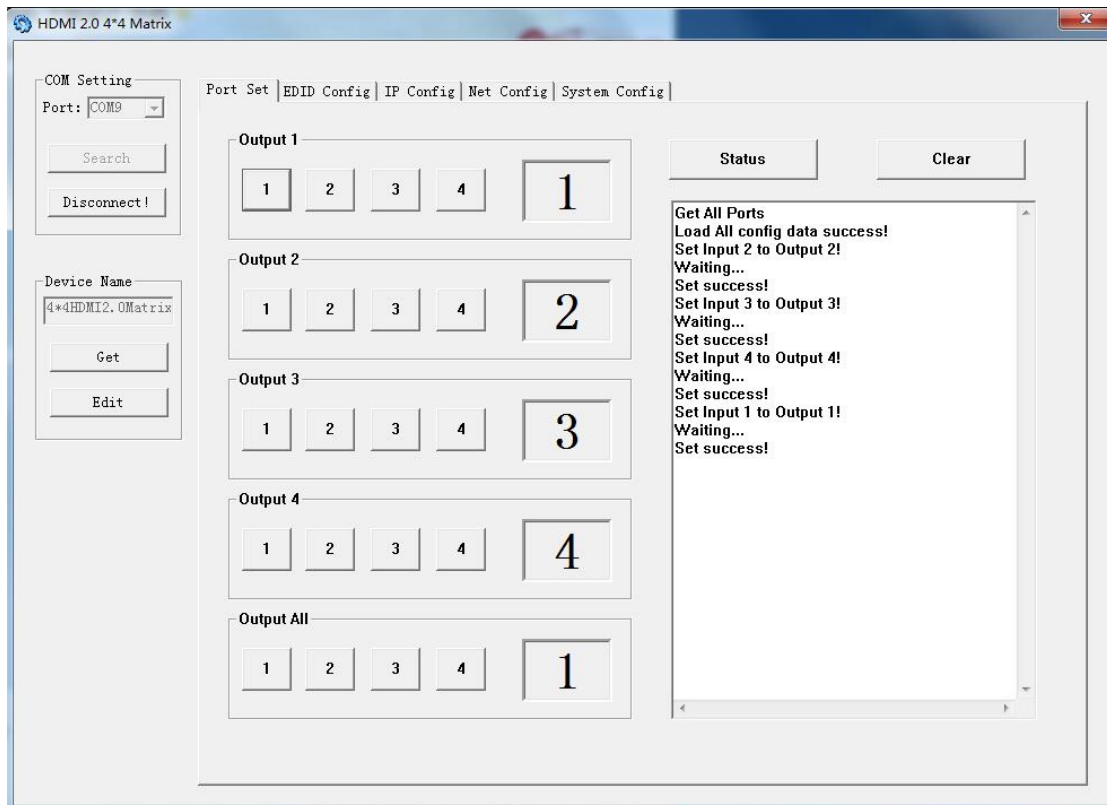 HDMI 2.0 4*4 Matrix
x
COM Setting
Port: COM9
Search
Disconnect!
Device Name
4*4HDMI2.0Matrix
Get
Edit
Port Set EDID Config IP Config Net Config System Config
Output 1
1 2 3 4 1
Output 2
1 2 3 4 2
Output 3
1 2 3 4 3
Output 4
1 2 3 4 4
Output All
1 2 3 4 1
Status Clear
Get All Ports
Load All config data success!
Set Input 2 to Output 2!
Waiting...
Set success!
Set Input 3 to Output 3!
Waiting...
Set success!
Set Input 4 to Output 4!
Waiting...
Set success!
Set Input 1 to Output 1!
Waiting...
Set success!